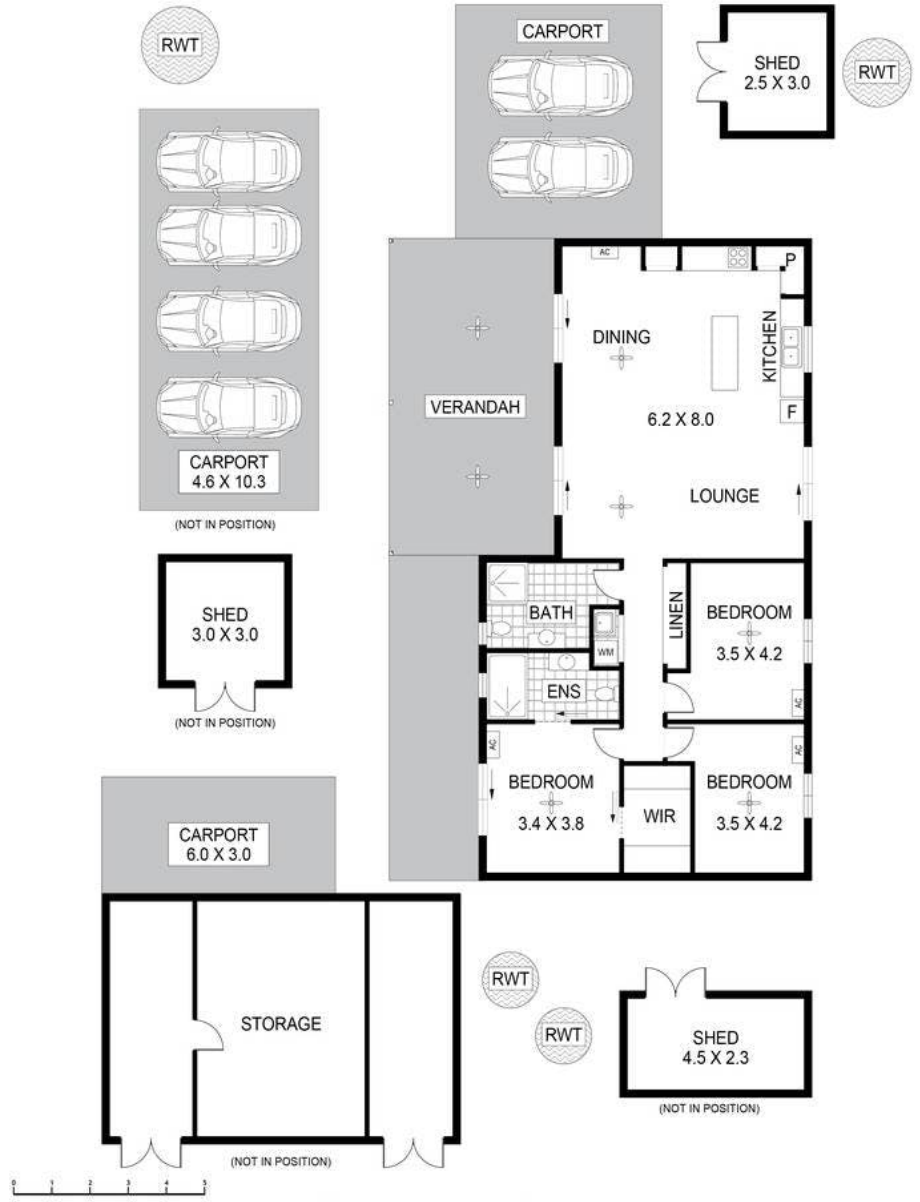 RWT
CARPORT
SHED
2.5 X 3.0
RWT
AC
P
DINING
KITCHEN
VERANDAH
6.2 X 8.0
F
CARPORT
4.6 X 10.3
(NOT IN POSITION)
LOUNGE
SHED
3.0 X 3.0
(NOT IN POSITION)
BATH
LINEN
BEDROOM
3.5 X 4.2
WM
ENS
AC
AC
AC
BEDROOM
3.4 X 3.8
WIR
BEDROOM
3.5 X 4.2
CARPORT
6.0 X 3.0
STORAGE
(NOT IN POSITION)
RWT
RWT
SHED
4.5 X 2.3
(NOT IN POSITION)
0 1 2 3 4 5